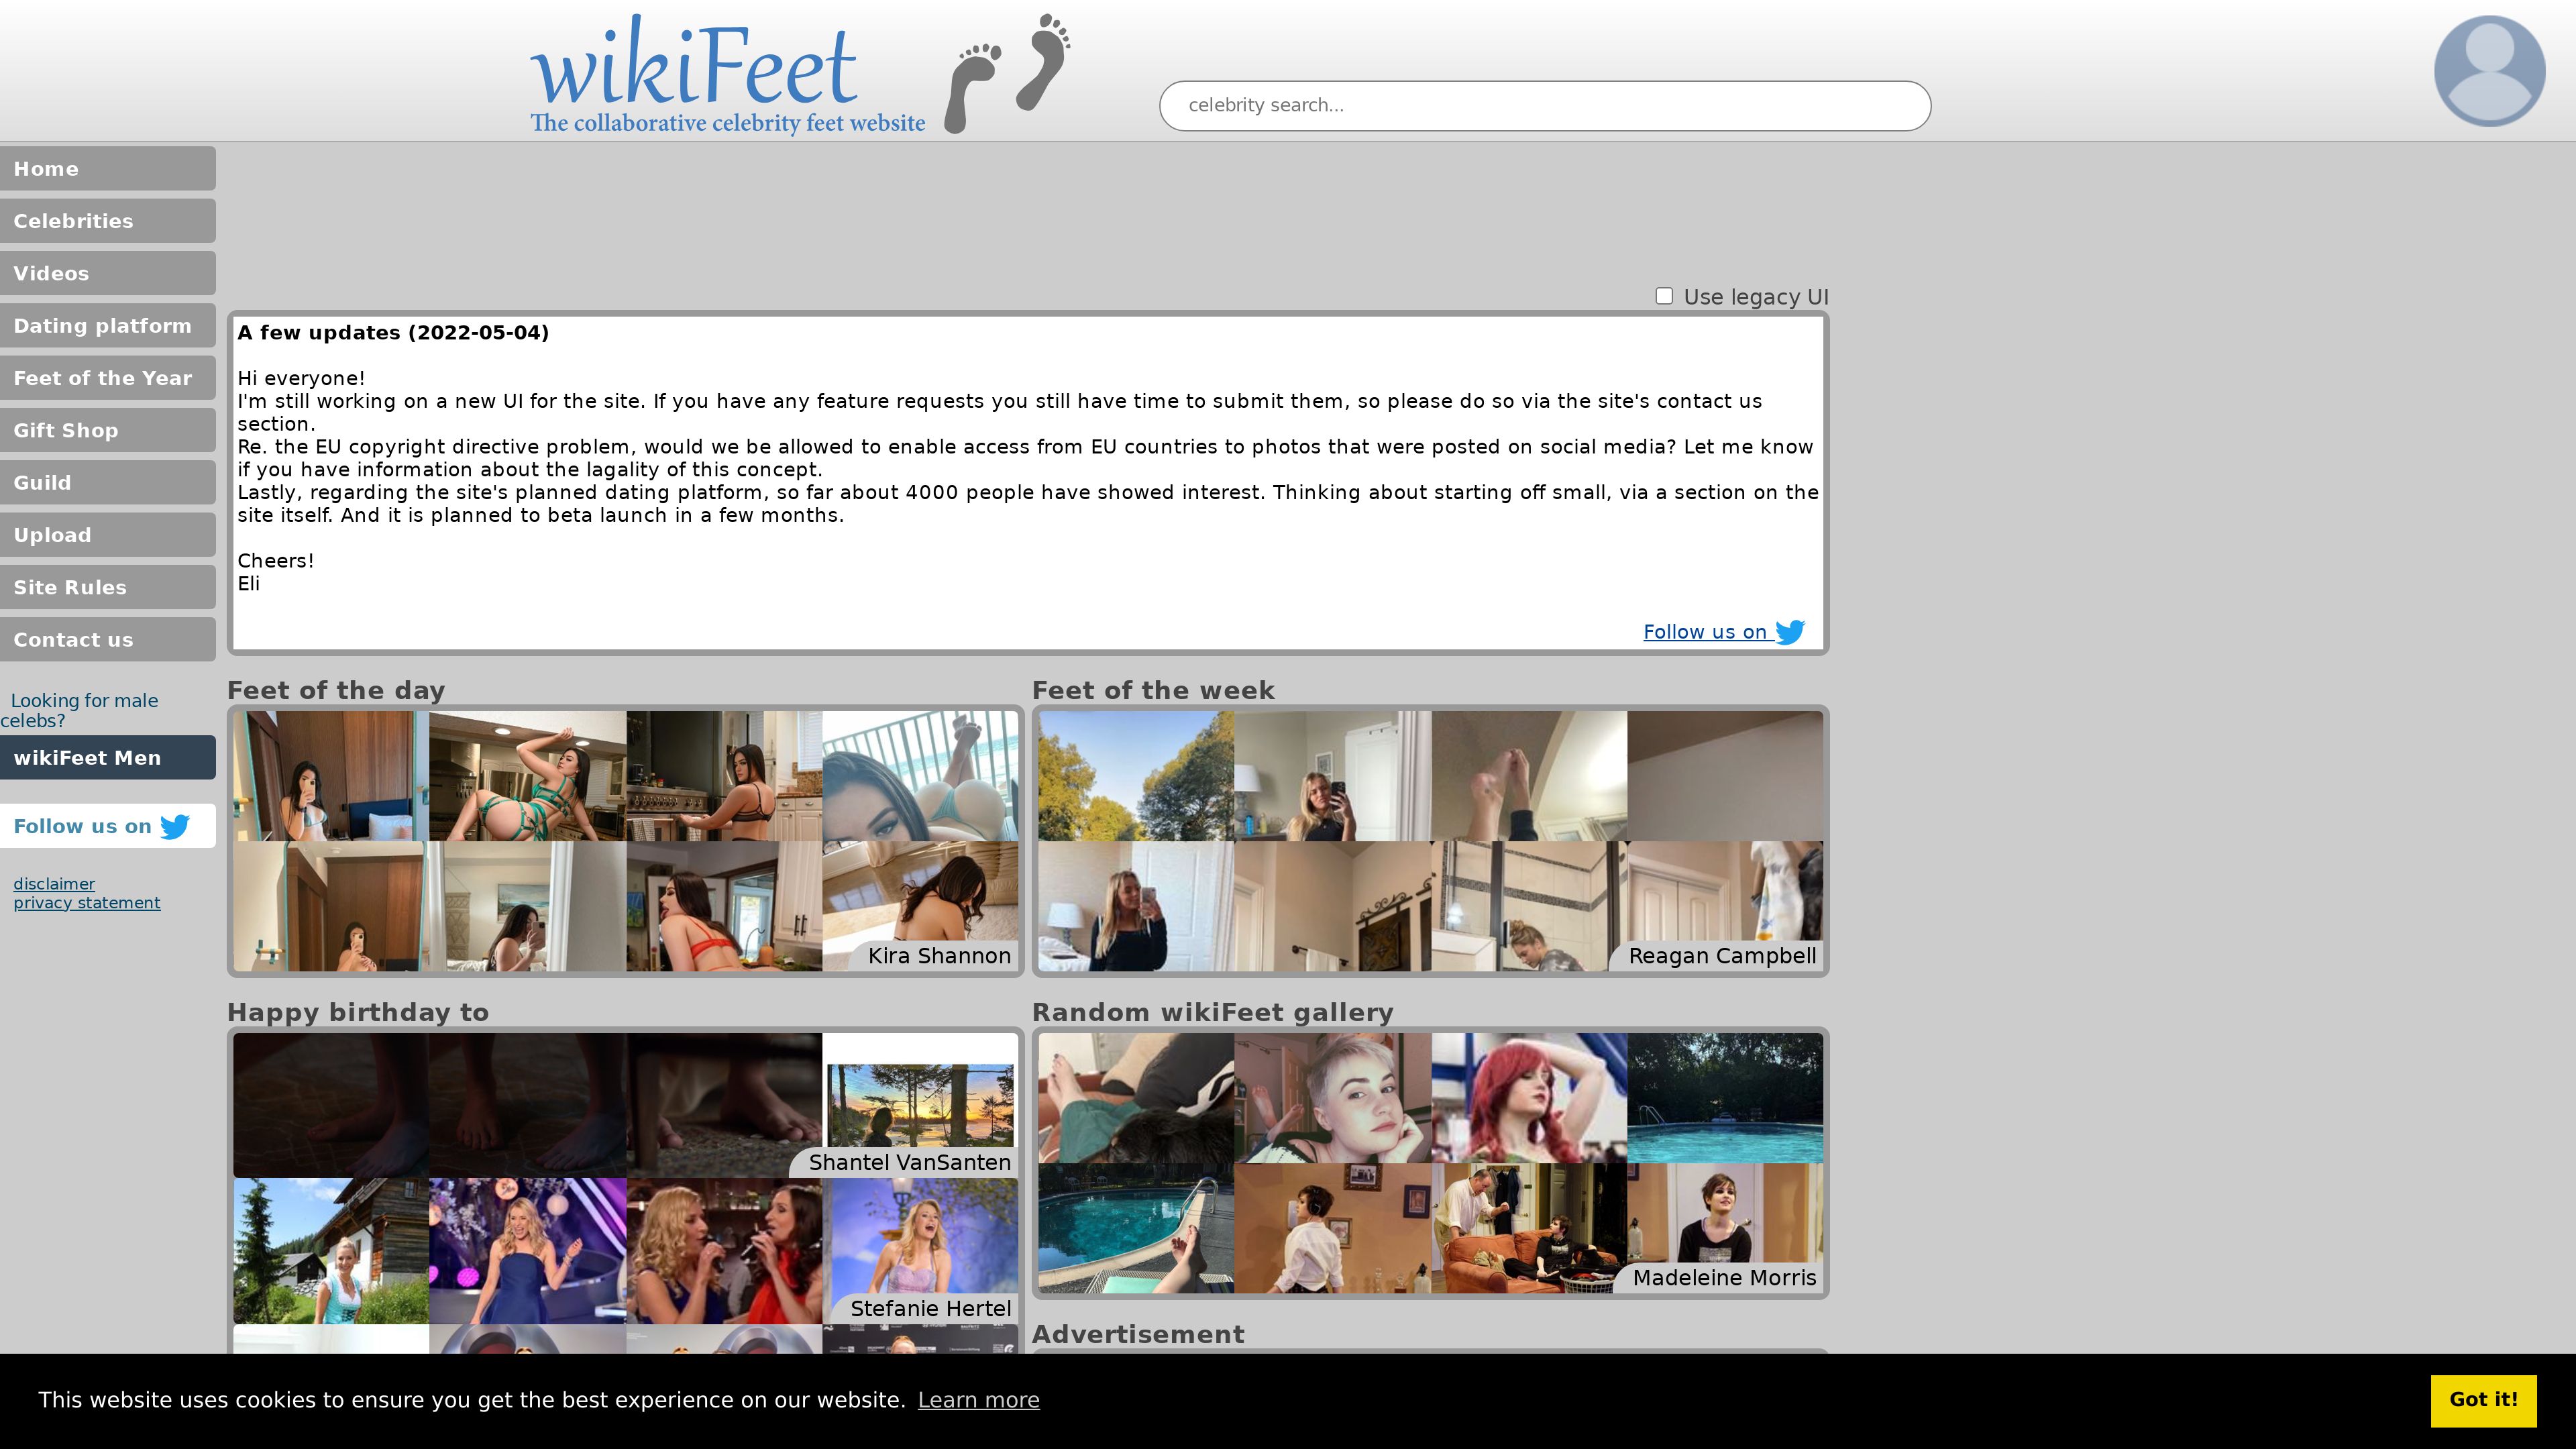 wikiFeet
The collaborative celebrity feet website
celebrity search...
Home
Celebrities
Videos
Dating platform
Feet of the Year
Gift Shop
Guild
Upload
Site Rules
Contact us
Looking for male
celebs?
wikiFeet Men
Follow us on
disclaimer
privacy statement
Use legacy UI
A few updates (2022-05-04)
Hi everyone!
I'm still working on a new UI for the site. If you have any feature requests you still have time to submit them, so please do so via the site's contact us
section.
Re. the EU copyright directive problem, would we be allowed to enable access from EU countries to photos that were posted on social media? Let me know
if you have information about the lagality of this concept.
Lastly, regarding the site's planned dating platform, so far about 4000 people have showed interest. Thinking about starting off small, via a section on the
site itself. And it is planned to beta launch in a few months.
Cheers!
Eli
Follow us on
Feet of the day
Kira Shannon
Feet of the week
Reagan Campbell
Happy birthday to
Shantel VanSanten
Stefanie Hertel
Random wikiFeet gallery
Madeleine Morris
Advertisement
This website uses cookies to ensure you get the best experience on our website. Learn more
Got it!